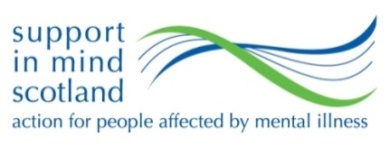 support
in mind
scotland
action for people affected by mental illness